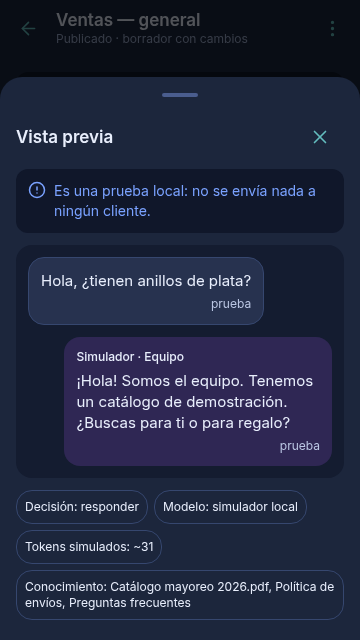 Ventas — general
Publicado · borrador con cambios
Vista previa
Es una prueba local: no se envía nada a
ningún cliente.
Hola, ¿tienen anillos de plata?
prueba
Simulador · Equipo
¡Hola! Somos el equipo. Tenemos
un catálogo de demostración.
¿Buscas para ti o para regalo?
prueba
Decisión: responder
Modelo: simulador local
Tokens simulados: ~31
Conocimiento: Catálogo mayoreo 2026.pdf, Política de
envíos, Preguntas frecuentes